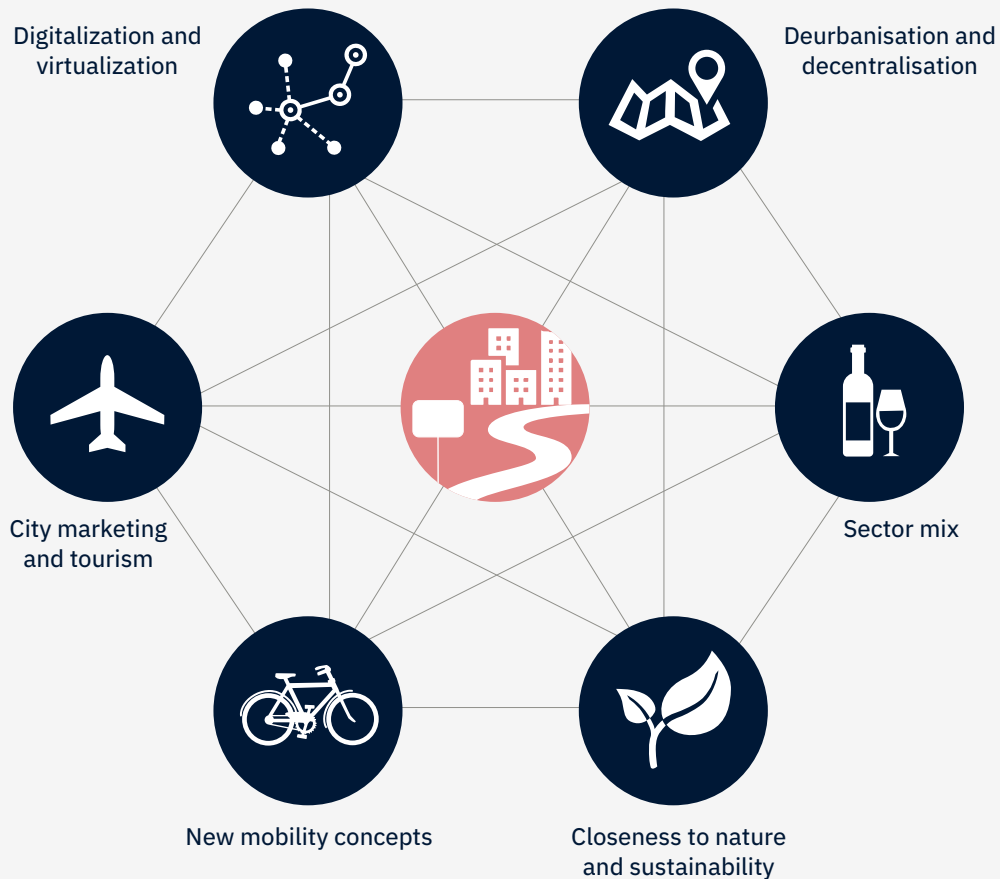 Digitalization and
virtualization
Deurbanisation and
decentralisation
City marketing
and tourism
Sector mix
New mobility concepts
Closeness to nature
and sustainability